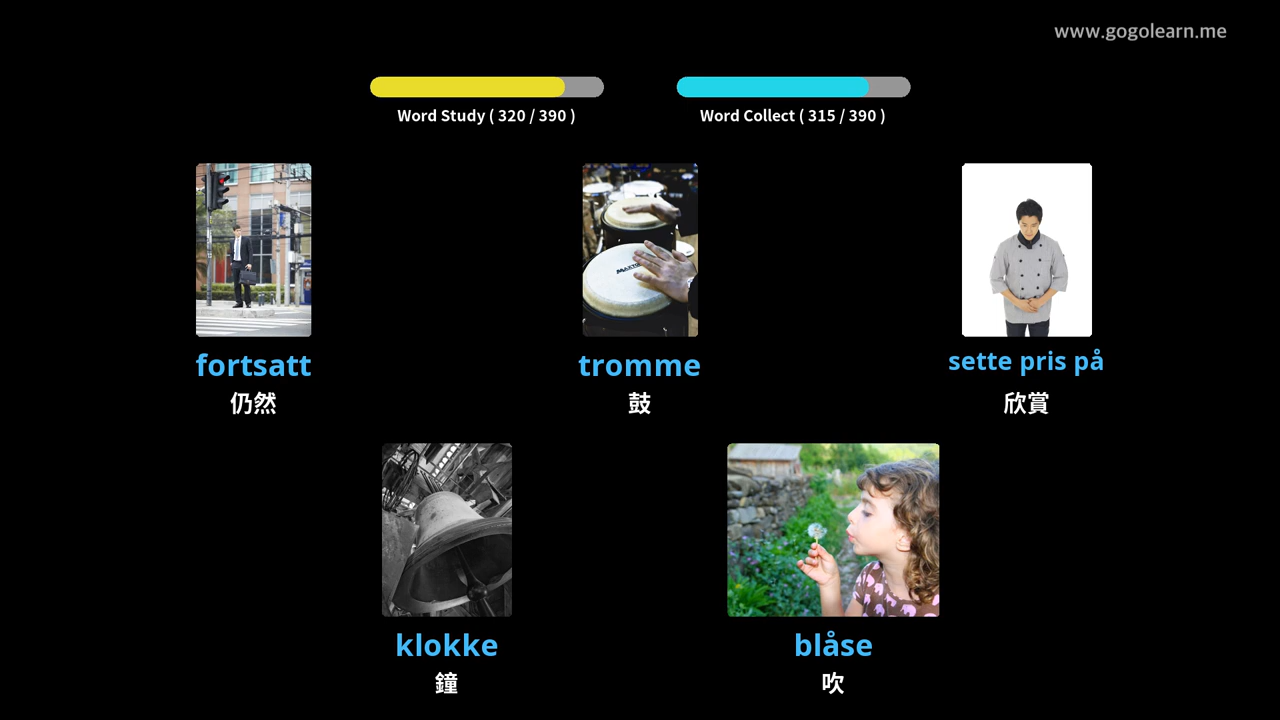 www.gogolearn.me
Word Study ( 320 / 390 )
Word Collect ( 315 / 390 )
fortsatt
仍然
tromme
鼓
sette pris på
欣賞
klokke
鐘
blåse
吹